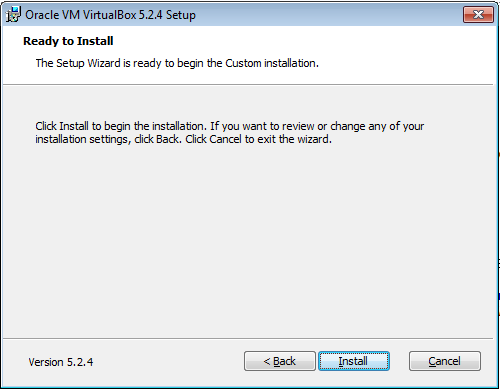 Oracle VM VirtualBox 5.2.4 Setup
Ready to Install
The Setup Wizard is ready to begin the Custom installation.
Click Install to begin the installation. If you want to review or change any of your
installation settings, click Back. Click Cancel to exit the wizard.
Version 5.2.4
< Back
Install
Cancel